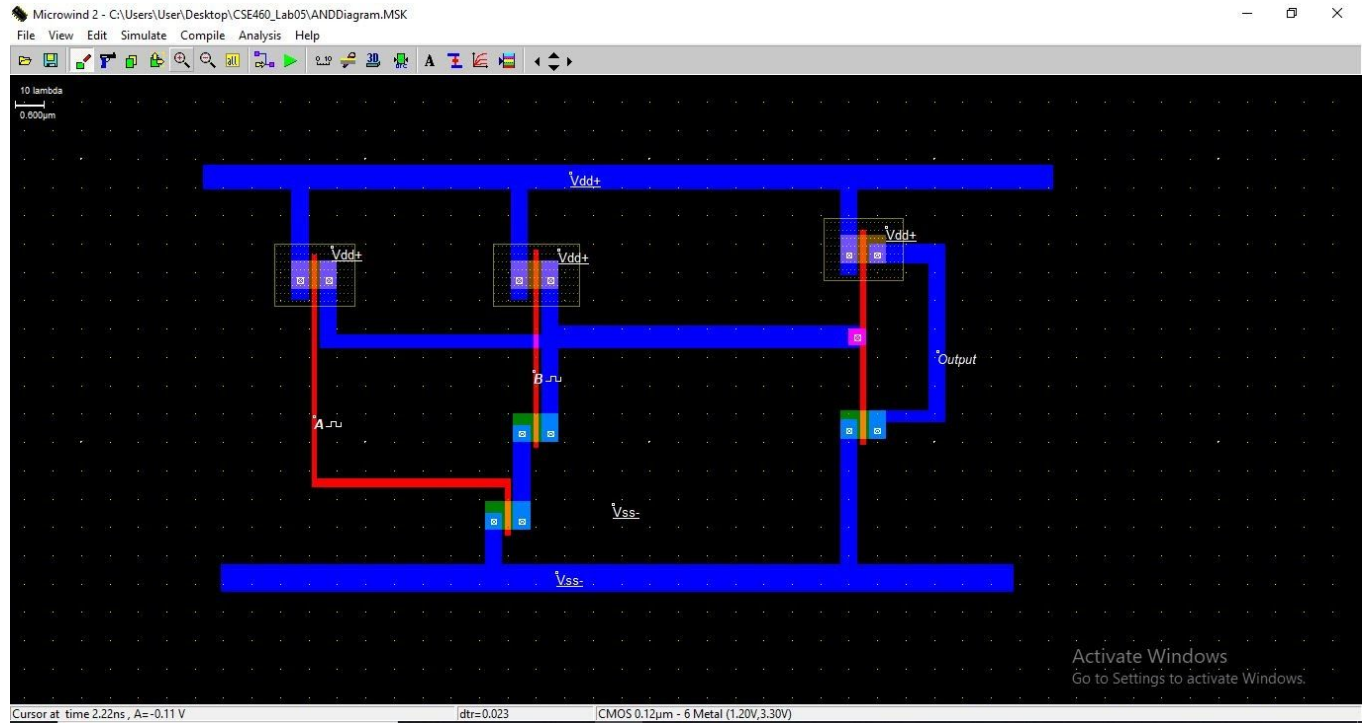 Microwind 2 - C:\Users\User\Desktop\CSE460_Lab05\ANDDiagram.MSK
File View Edit Simulate Compile Analysis Help
10 lambda
0.600µm
Vdd+
Vdd+
Vdd+
Vdd+
Output
B
A
Vss-
Vss-
Activate Windows
Go to Settings to activate Windows.
Cursor at time 2.22ns , A=-0.11 V dtr=0.023 CMOS 0.12µm - 6 Metal (1.20V,3.30V)